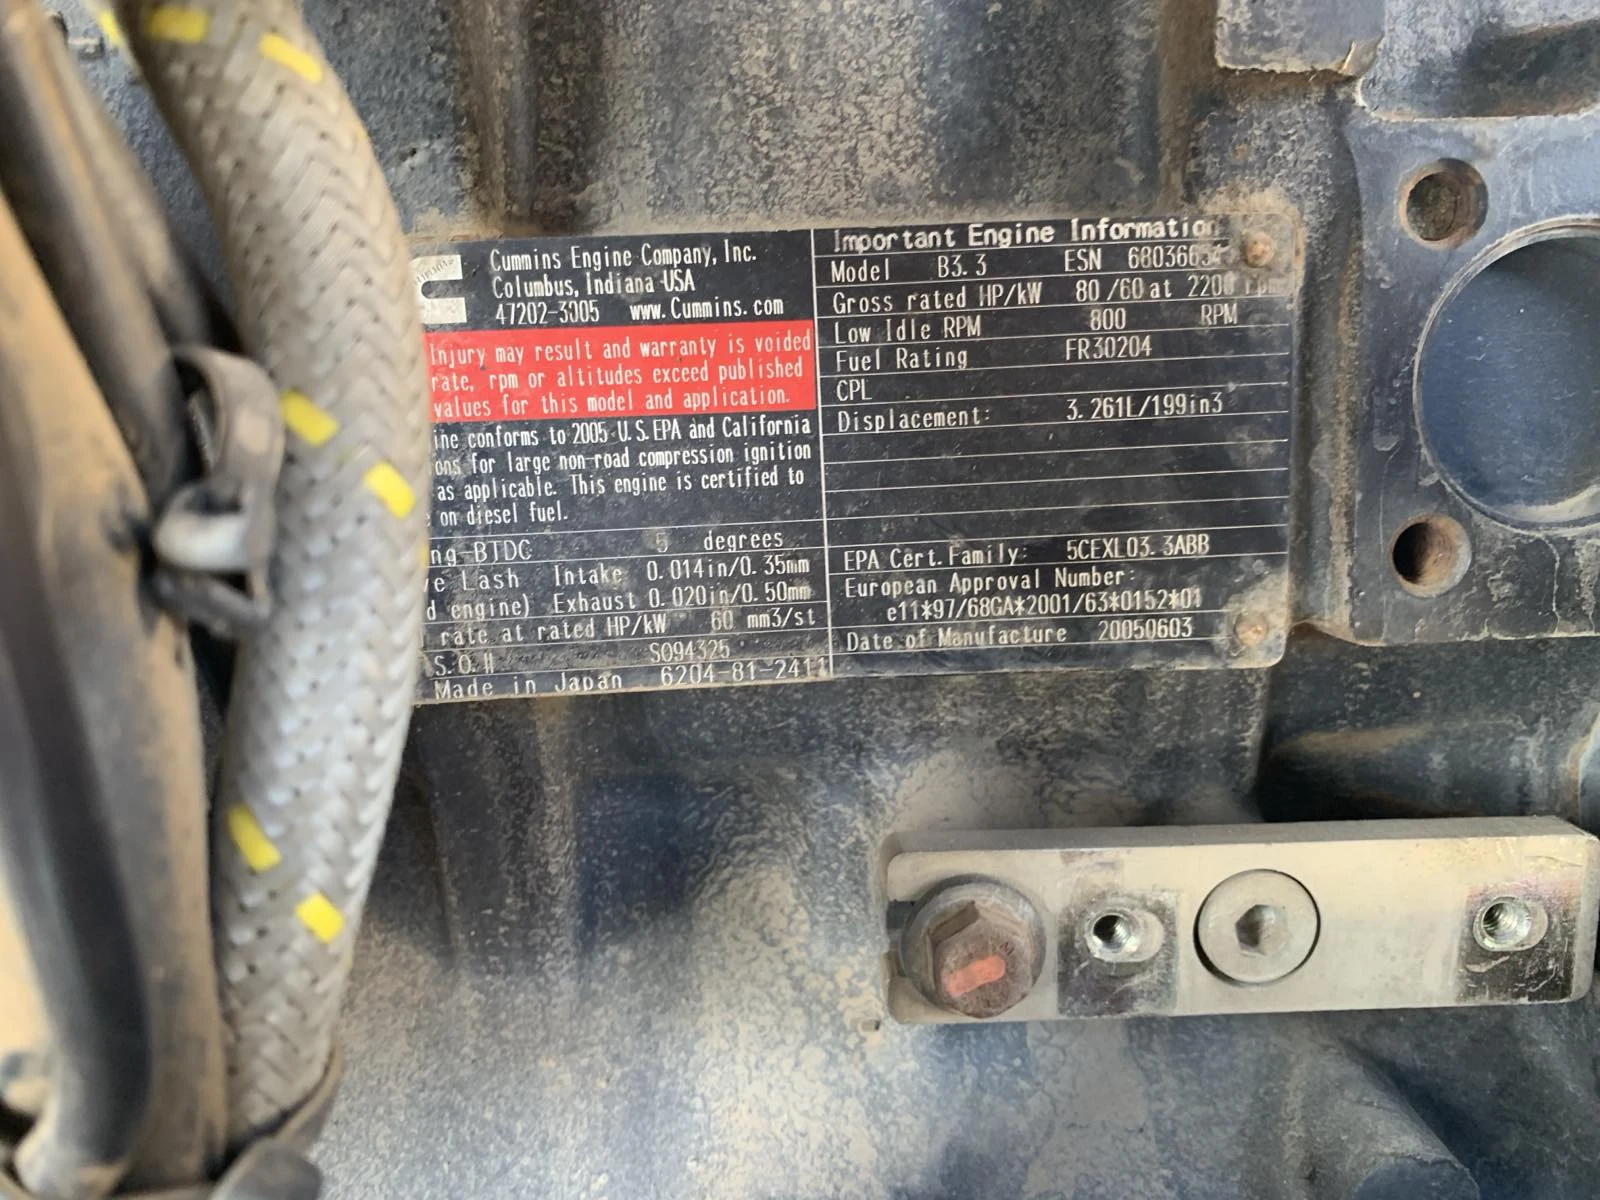 Cummins Engine Company, Inc.
Columbus, Indiana USA
47202-3005 www.Cummins.com
Injury may result and warranty is voided
rate, rpm or altitudes exceed published
values for this model and application.
ine conforms to 2005 U.S. EPA and California
ons for large non-road compression ignition
as applicable. This engine is certified to
on diesel fuel.
ng-BTDC 5 degrees
ve Lash Intake 0.014in/0.35mm
d engine) Exhaust 0.020in/0.50mm
rate at rated HP/kW 60 mm3/st
S.O.# SO94325
Made in Japan 6204-81-2411
Important Engine Information
Model B3.3 ESN
Gross rated HP/kW 80/60 at 2200 rpm
Low Idle RPM 800 RPM
Fuel Rating FR30204
CPL
Displacement: 3.261L/199in3
EPA Cert. Family: 5CEXL03.3ABB
European Approval Number:
e11*97/68GA*2001/63*0152*01
Date of Manufacture 20050603